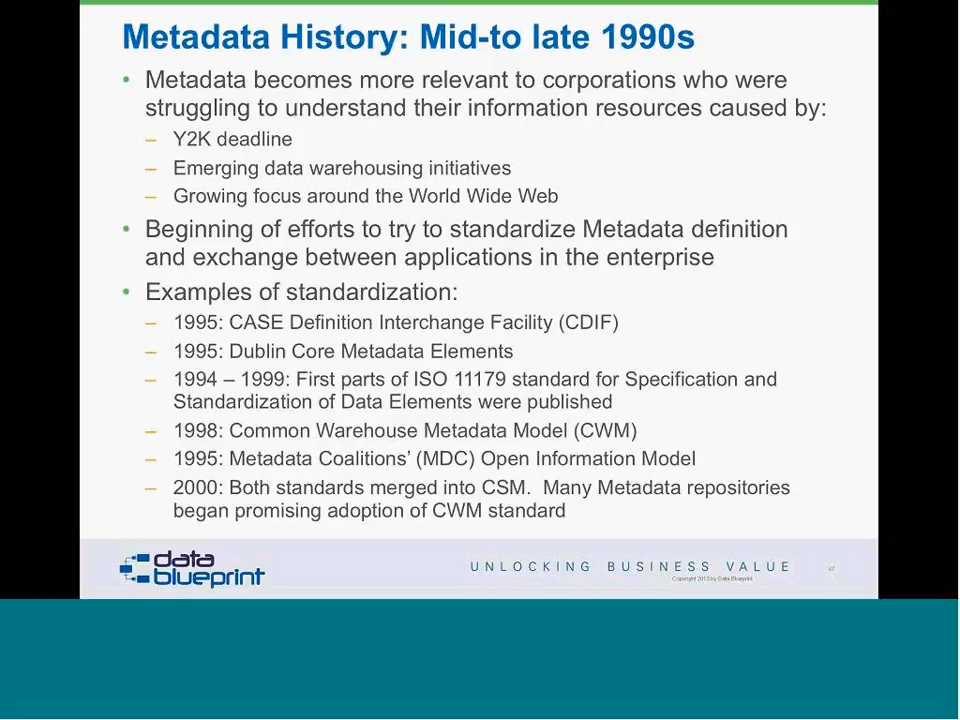 Metadata History: Mid-to late 1990s
• Metadata becomes more relevant to corporations who were
struggling to understand their information resources caused by:
– Y2K deadline
– Emerging data warehousing initiatives
– Growing focus around the World Wide Web
• Beginning of efforts to try to standardize Metadata definition
and exchange between applications in the enterprise
• Examples of standardization:
– 1995: CASE Definition Interchange Facility (CDIF)
– 1995: Dublin Core Metadata Elements
– 1994 – 1999: First parts of ISO 11179 standard for Specification and
Standardization of Data Elements were published
– 1998: Common Warehouse Metadata Model (CWM)
– 1995: Metadata Coalitions’ (MDC) Open Information Model
– 2000: Both standards merged into CSM.  Many Metadata repositories
began promising adoption of CWM standard
data
blueprint
UNLOCKING BUSINESS VALUE
Copyright 2013 by Data Blueprint